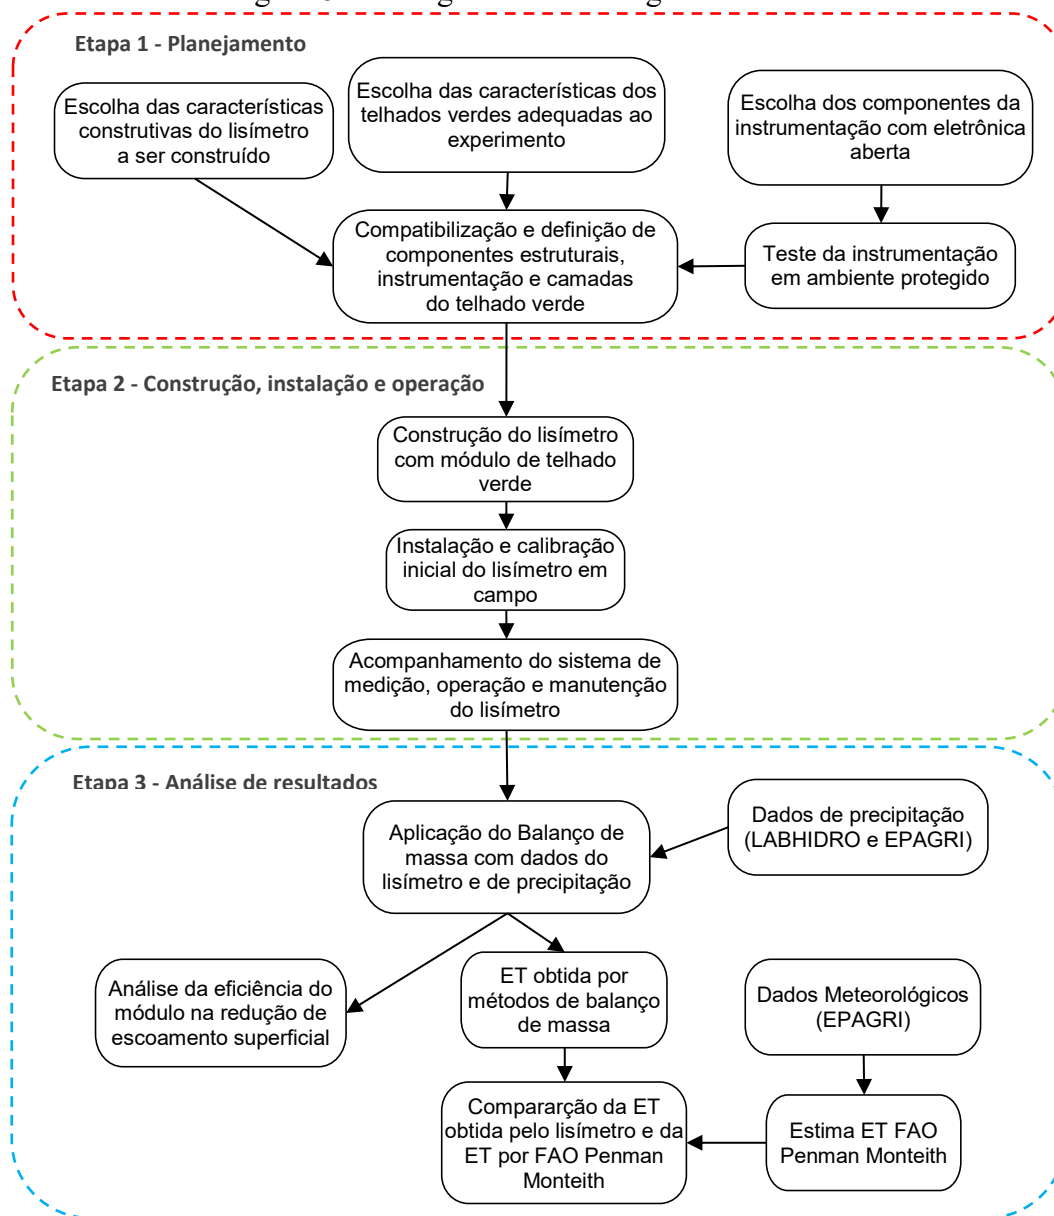 Etapa 1 - Planejamento
Escolha das características
construtivas do lisímetro
a ser construído
Escolha das características dos
telhados verdes adequadas ao
experimento
Escolha dos componentes da
instrumentação com eletrônica
aberta
Compatibilização e definição de
componentes estruturais,
instrumentação e camadas
do telhado verde
Teste da instrumentação
em ambiente protegido
Etapa 2 - Construção, instalação e operação
Construção do lisímetro
com módulo de telhado
verde
Instalação e calibração
inicial do lisímetro em
campo
Acompanhamento do sistema de
medição, operação e manutenção
do lisímetro
Etapa 3 - Análise de resultados
Aplicação do Balanço de
massa com dados do
lisímetro e de precipitação
Dados de precipitação
(LABHIDRO e EPAGRI)
Análise da eficiência do
módulo na redução de
escoamento superficial
ET obtida por
métodos de balanço
de massa
Dados Meteorológicos
(EPAGRI)
Compararção da ET
obtida pelo lisímetro e da
ET por FAO Penman
Monteith
Estima ET FAO
Penman Monteith